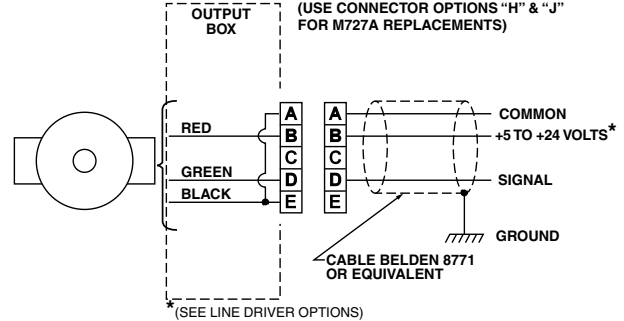 OUTPUT
BOX
(USE CONNECTOR OPTIONS “H” & “J”
FOR M727A REPLACEMENTS)
RED
GREEN
BLACK
A
B
C
D
E
A
B
C
D
E
COMMON
+5 TO +24 VOLTS*
SIGNAL
GROUND
CABLE BELDEN 8771
OR EQUIVALENT
*(SEE LINE DRIVER OPTIONS)